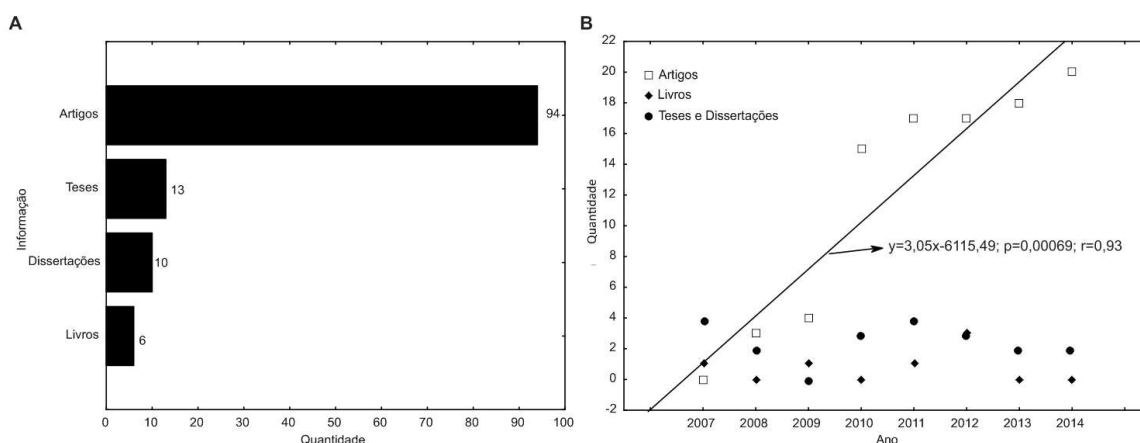 A
Informação
Artigos
94
Teses
13
Dissertações
10
Livros
6
0 10 20 30 40 50 60 70 80 90 100
Quantidade
B
Quantidade
22
20
18
16
14
12
10
8
6
4
2
0
-2
Artigos
Livros
Teses e Dissertações
y=3,05x-6115,49; p=0,00069; r=0,93
2007 2008 2009 2010 2011 2012 2013 2014
Ano